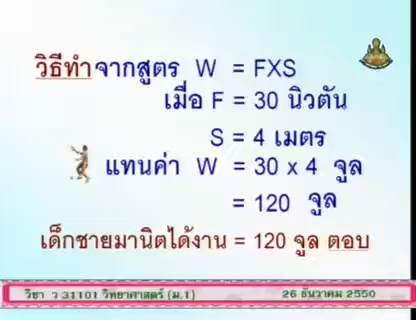 วิธีทำจากสูตร W = FXS
เมื่อ F = 30 นิวตัน
S = 4 เมตร
แทนค่า W = 30 x 4 จูล
= 120 จูล
เด็กชายมานิตได้งาน = 120 จูล ตอบ
วิชา ว 31101 วิทยาศาสตร์ (ม.1) 26 ธันวาคม 2550